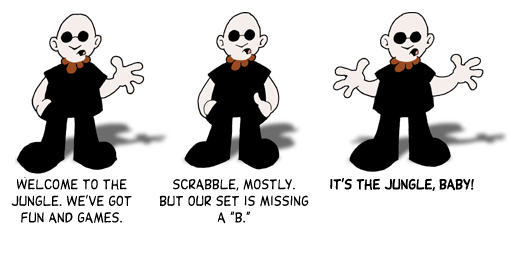 WELCOME TO THE
JUNGLE. WE'VE GOT
FUN AND GAMES.
SCRABBLE, MOSTLY.
BUT OUR SET IS MISSING
A "B."
IT'S THE JUNGLE, BABY!